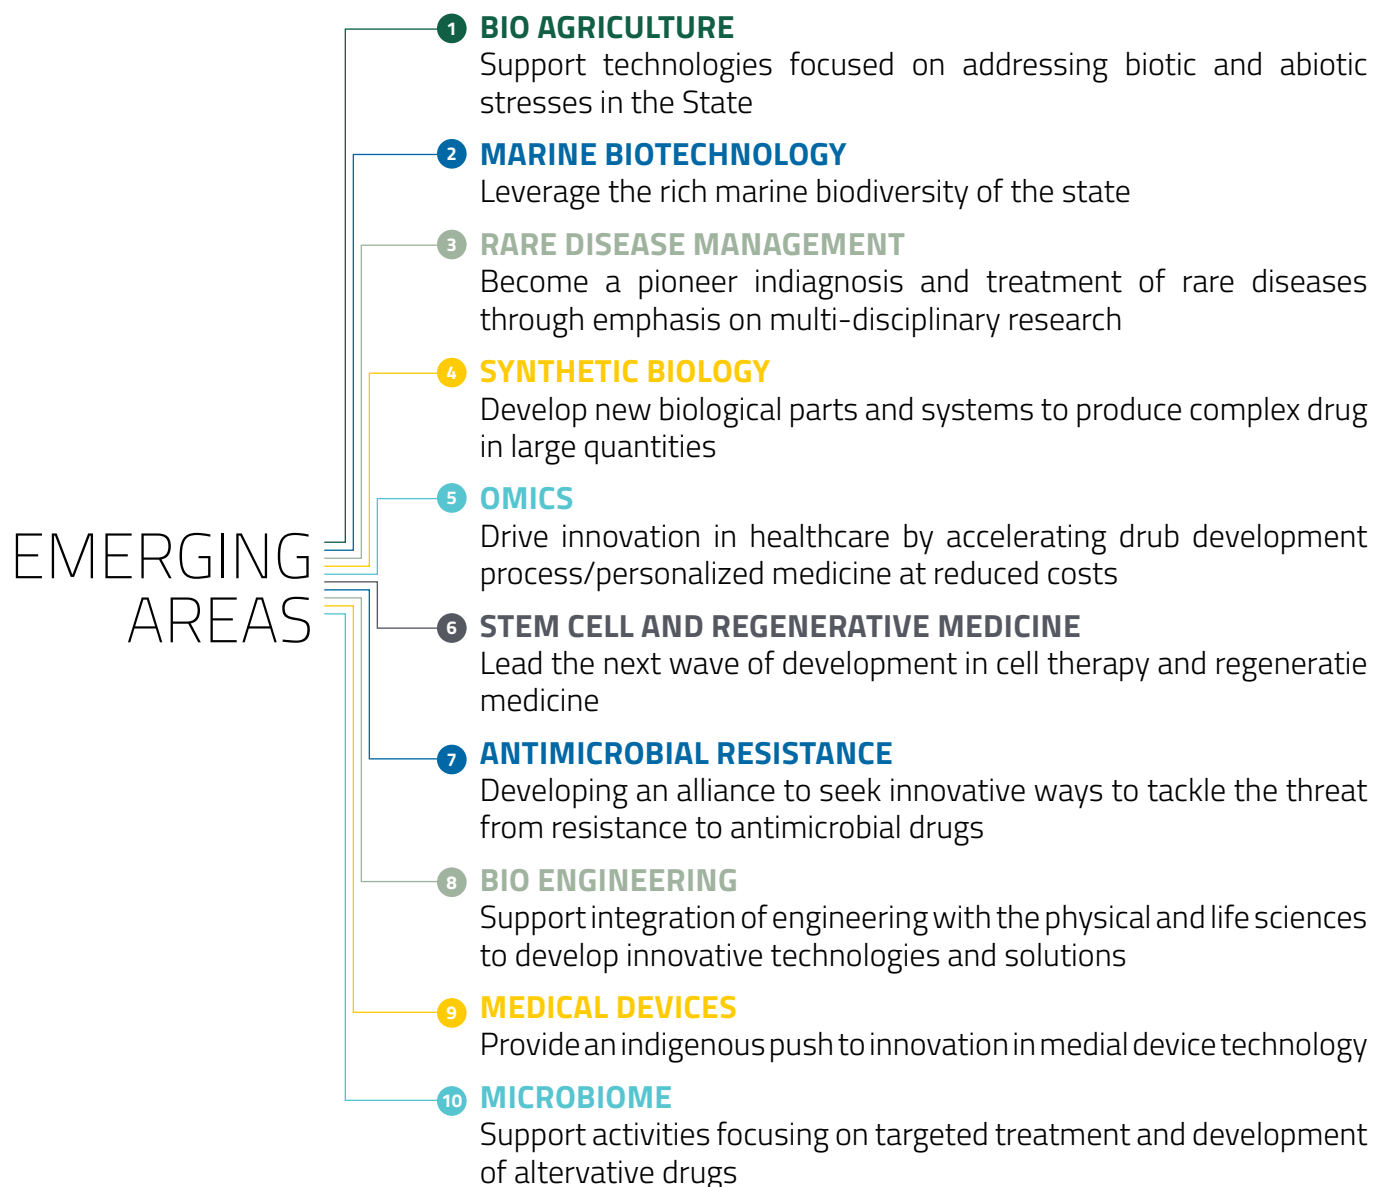 EMERGING
AREAS
1 BIO AGRICULTURE
Support technologies focused on addressing biotic and abiotic
stresses in the State
2 MARINE BIOTECHNOLOGY
Leverage the rich marine biodiversity of the state
3 RARE DISEASE MANAGEMENT
Become a pioneer indiagnosis and treatment of rare diseases
through emphasis on multi-disciplinary research
4 SYNTHETIC BIOLOGY
Develop new biological parts and systems to produce complex drug
in large quantities
5 OMICS
Drive innovation in healthcare by accelerating drub development
process/personalized medicine at reduced costs
6 STEM CELL AND REGENERATIVE MEDICINE
Lead the next wave of development in cell therapy and regeneratie
medicine
7 ANTIMICROBIAL RESISTANCE
Developing an alliance to seek innovative ways to tackle the threat
from resistance to antimicrobial drugs
8 BIO ENGINEERING
Support integration of engineering with the physical and life sciences
to develop innovative technologies and solutions
9 MEDICAL DEVICES
Provide an indigenous push to innovation in medial device technology
10 MICROBIOME
Support activities focusing on targeted treatment and development
of altervative drugs